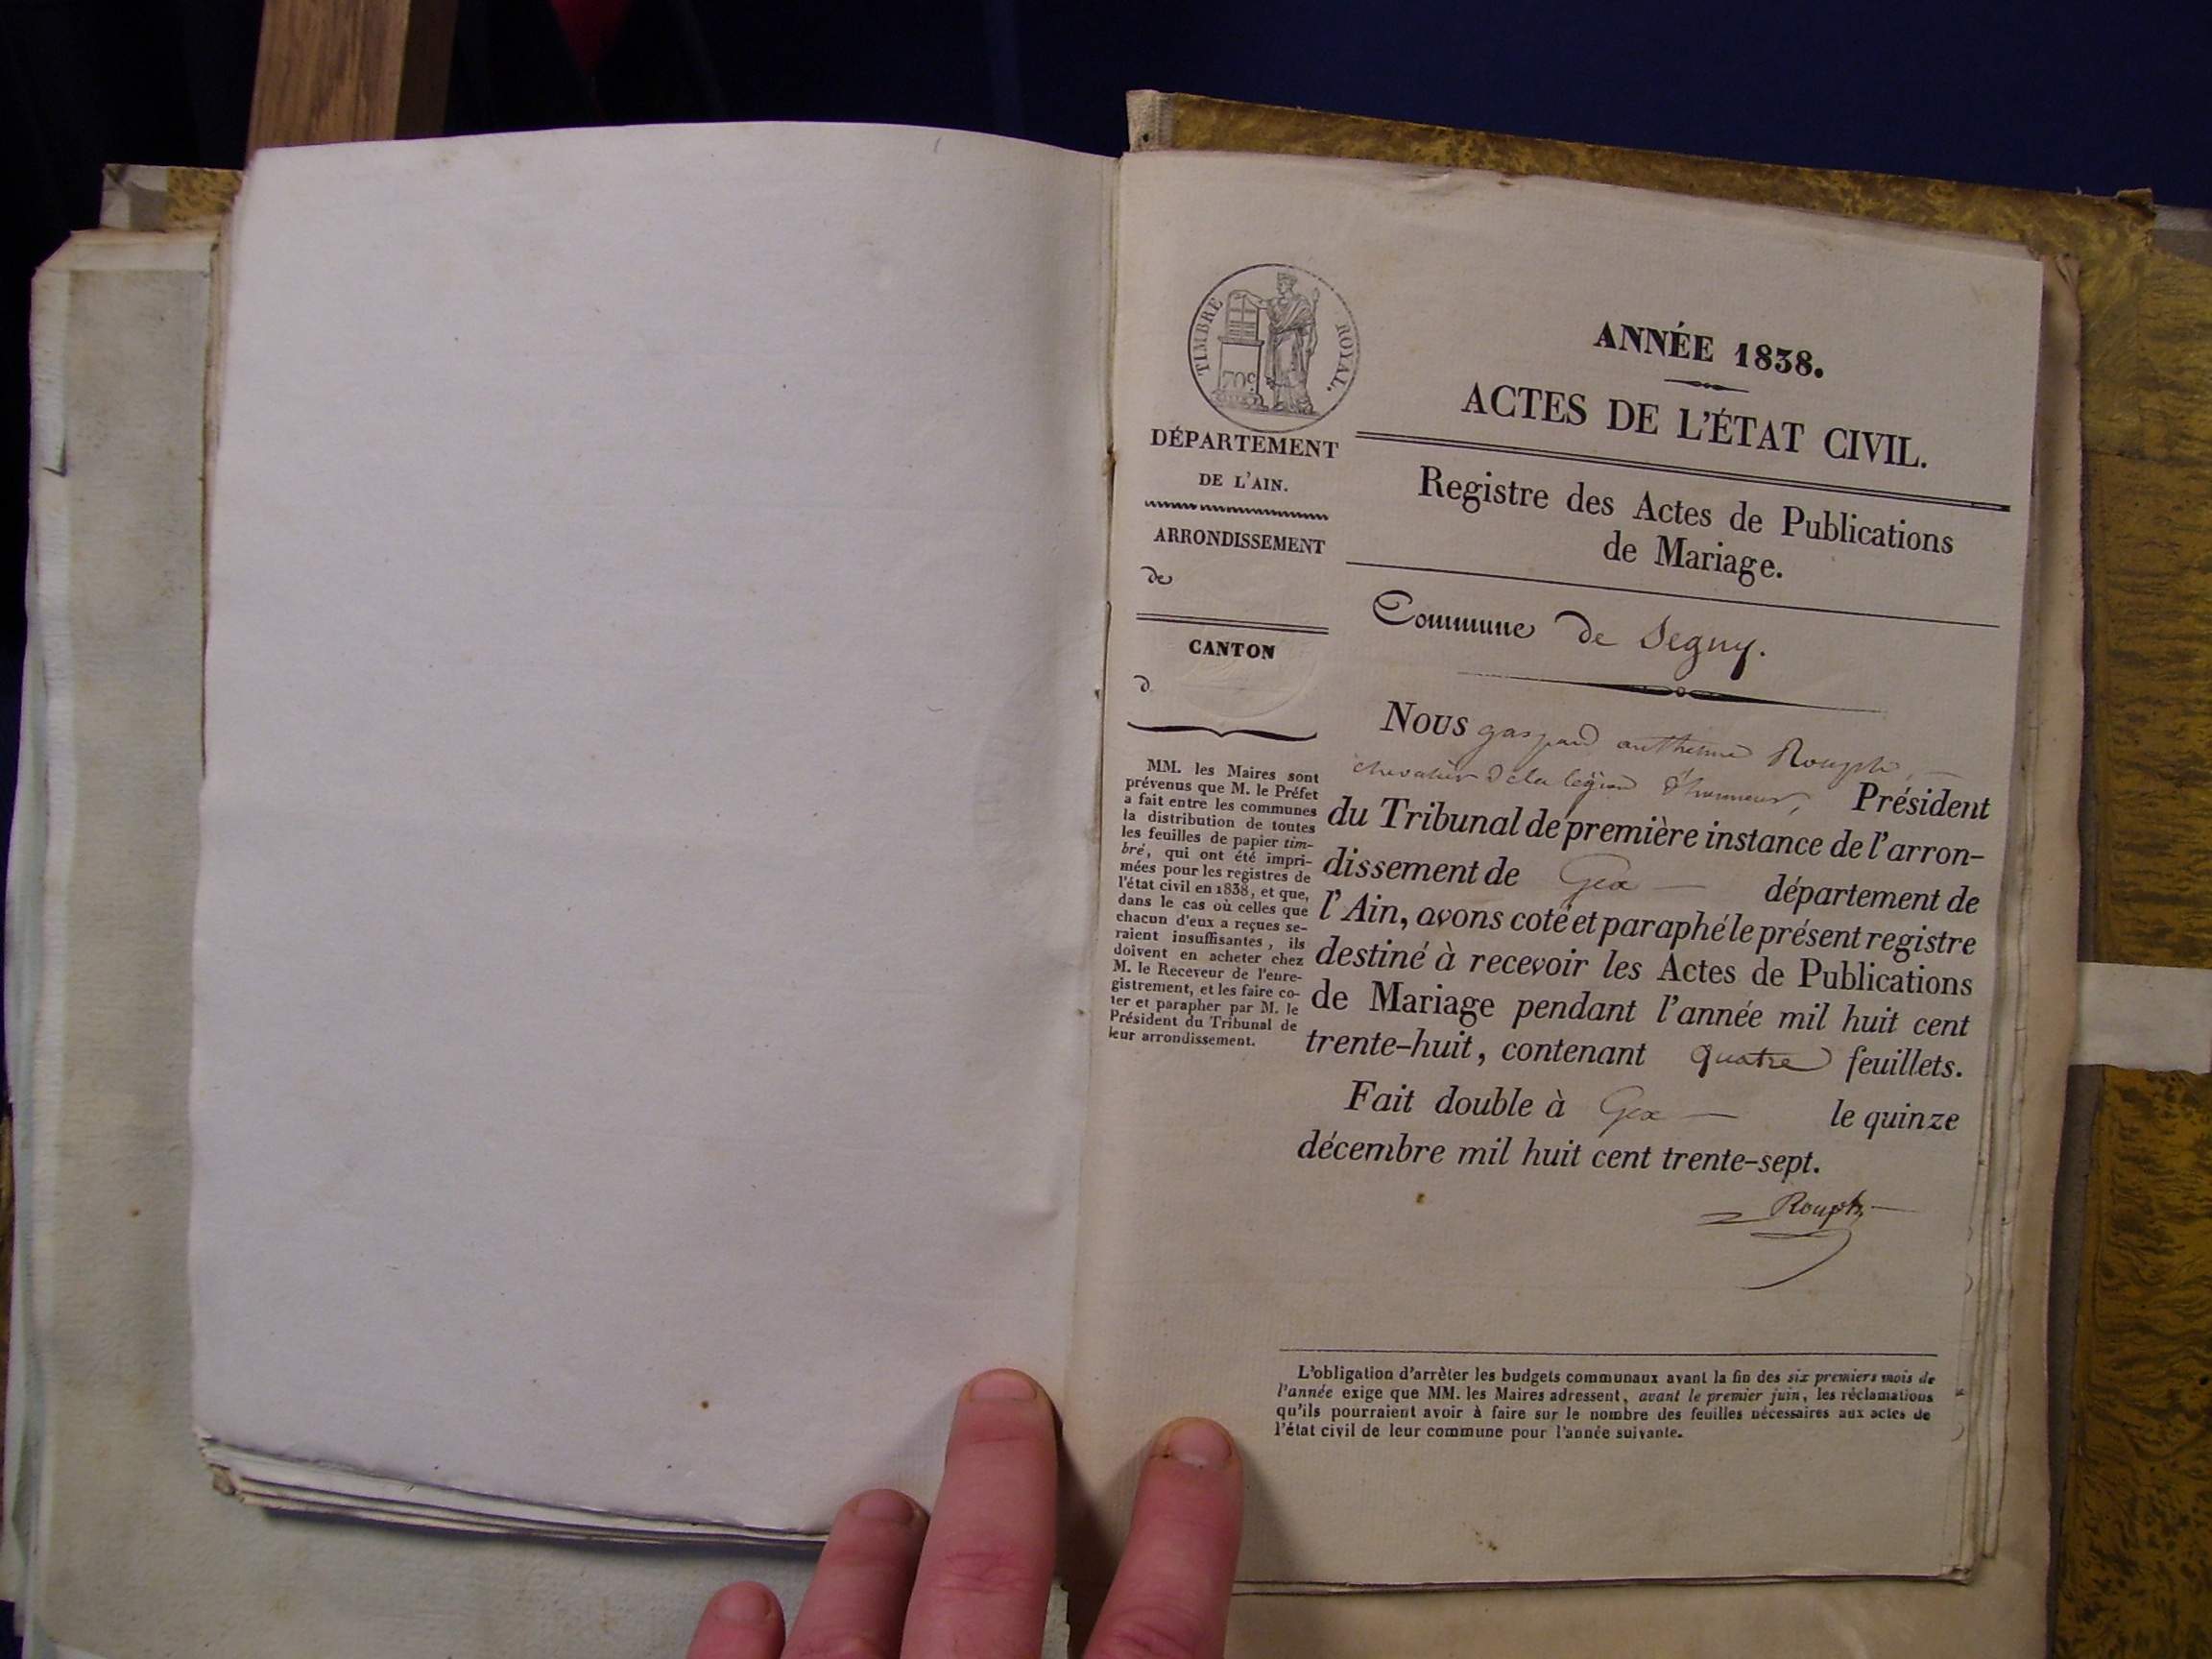 TIMBRE ROYAL.
70c
ANNÉE 1838.
ACTES DE L'ÉTAT CIVIL.
DÉPARTEMENT
DE L'AIN.
ARRONDISSEMENT
de
CANTON
d
MM. les Maires sont
prévenus que M. le Préfet
a fait entre les communes
la distribution de toutes
les feuilles de papier tim-
bré, qui ont été impri-
mées pour les registres de
l'état civil en 1838, et que,
dans le cas où celles que
chacun d'eux a reçues se-
raient insuffisantes, ils
doivent en acheter chez
M. le Receveur de l'enre-
gistrement, et les faire co-
ter et parapher par M. le
Président du Tribunal de
leur arrondissement.
Registre des Actes de Publications
de Mariage.
Commune de Segny.
Nous gaspard anthelme Rouph,
chevalier de la légion d'honneur, Président
du Tribunal de première instance de l'arron-
dissement de Gex département de
l'Ain, avons coté et paraphé le présent registre
destiné à recevoir les Actes de Publications
de Mariage pendant l'année mil huit cent
trente-huit, contenant quatre feuillets.
Fait double à Gex le quinze
décembre mil huit cent trente-sept.
Rouph
L'obligation d'arrêter les budgets communaux avant la fin des six premiers mois de
l'année exige que MM. les Maires adressent, avant le premier juin, les réclamations
qu'ils pourraient avoir à faire sur le nombre des feuilles nécessaires aux actes de
l'état civil de leur commune pour l'année suivante.